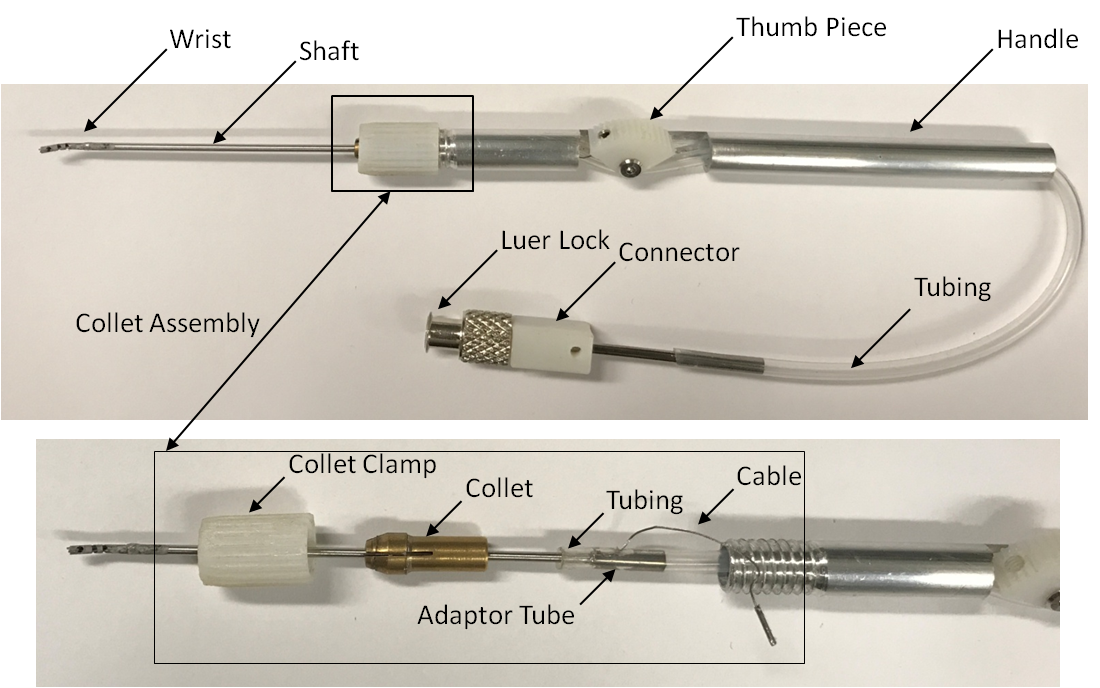 Wrist
Shaft
Thumb Piece
Handle
Luer Lock
Connector
Tubing
Collet Assembly
Collet Clamp
Collet
Tubing
Cable
Adaptor Tube